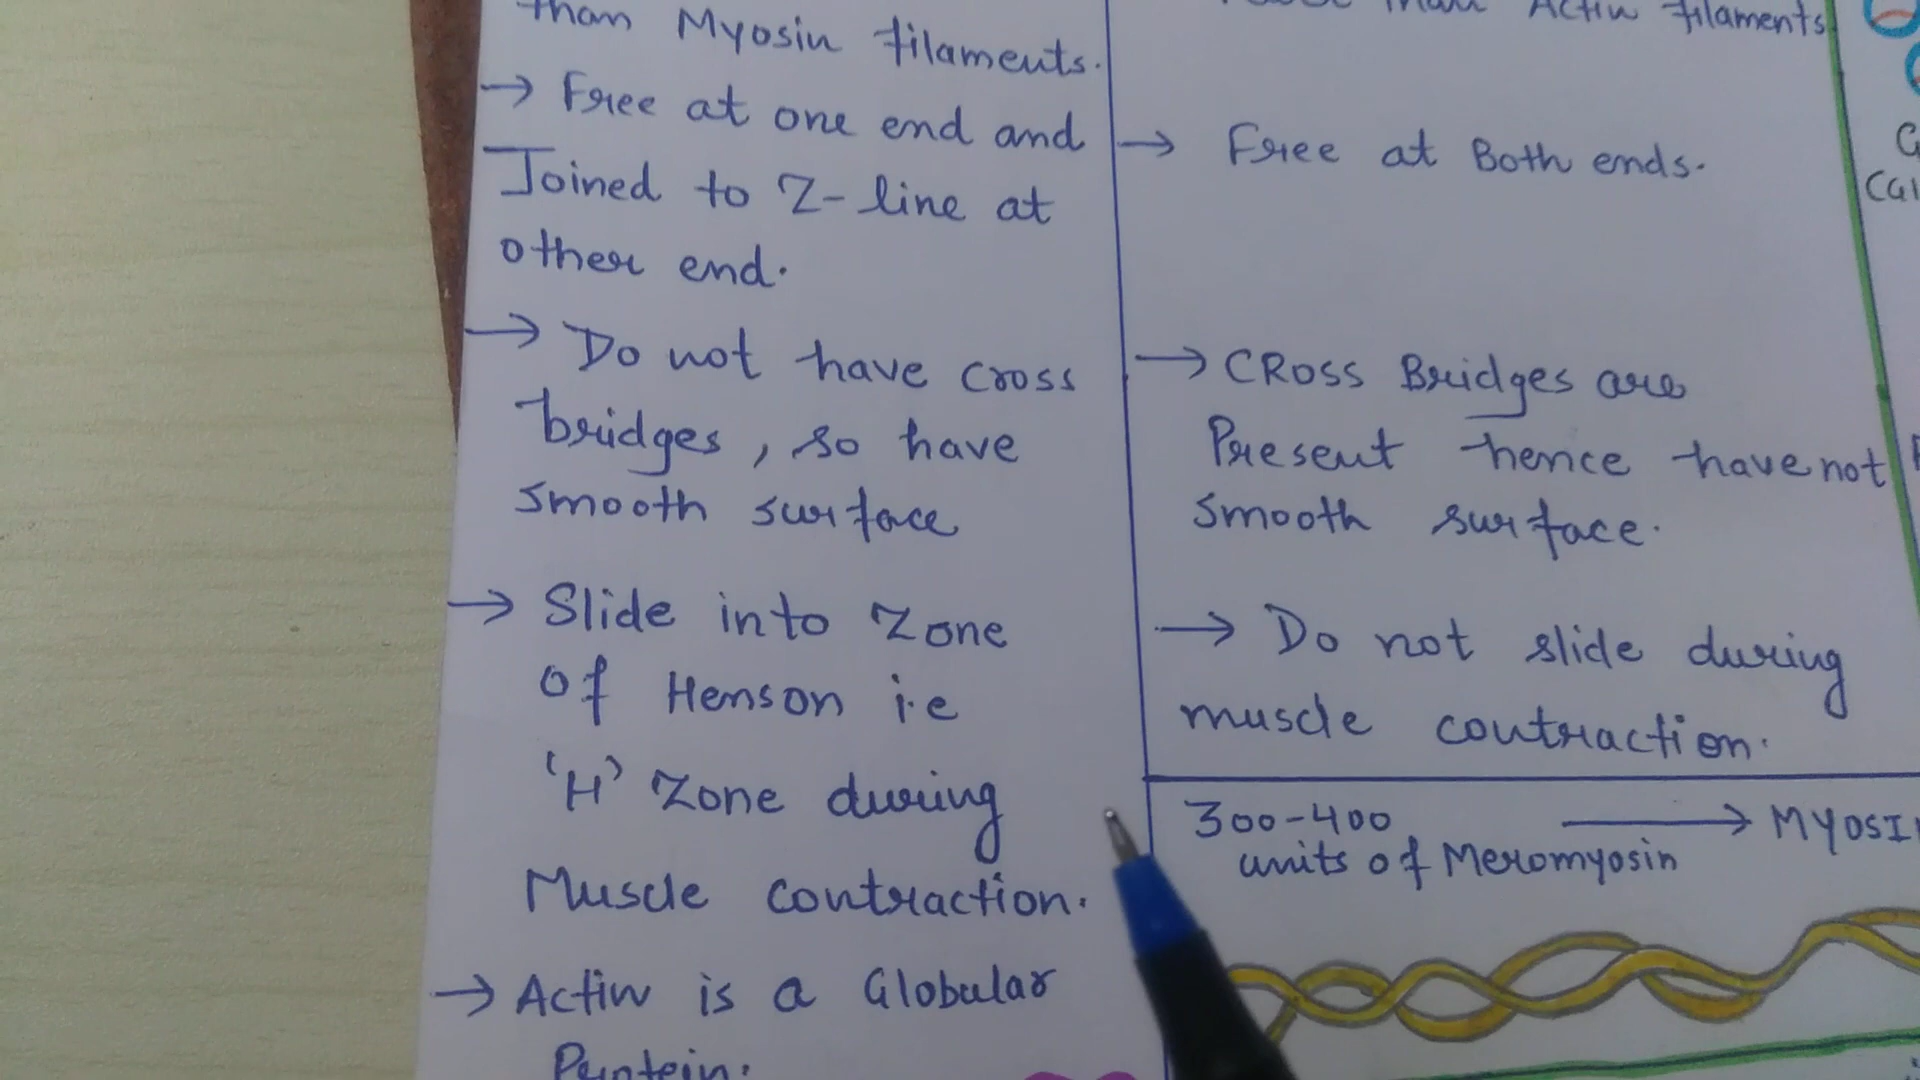 than Myosin filaments.
→ Free at one end and
Joined to Z-line at
other end.
→ Do not have cross
bridges, so have
smooth surface
→ Slide into Zone
of Henson i.e
'H' Zone during
Muscle contraction.
→ Actin is a Globular
Protein.
than Actin filaments
→ Free at Both ends.
→ CROSS Bridges are
Present hence have not
smooth surface.
→ Do not slide during
muscle contraction.
300-400 → MYOSI
units of Meromyosin